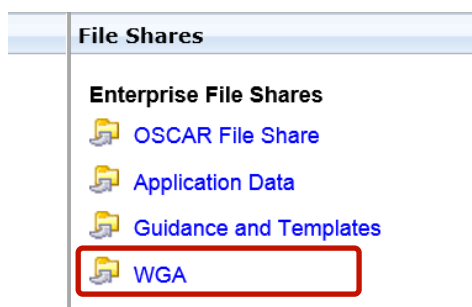 File Shares
Enterprise File Shares
OSCAR File Share
Application Data
Guidance and Templates
WGA